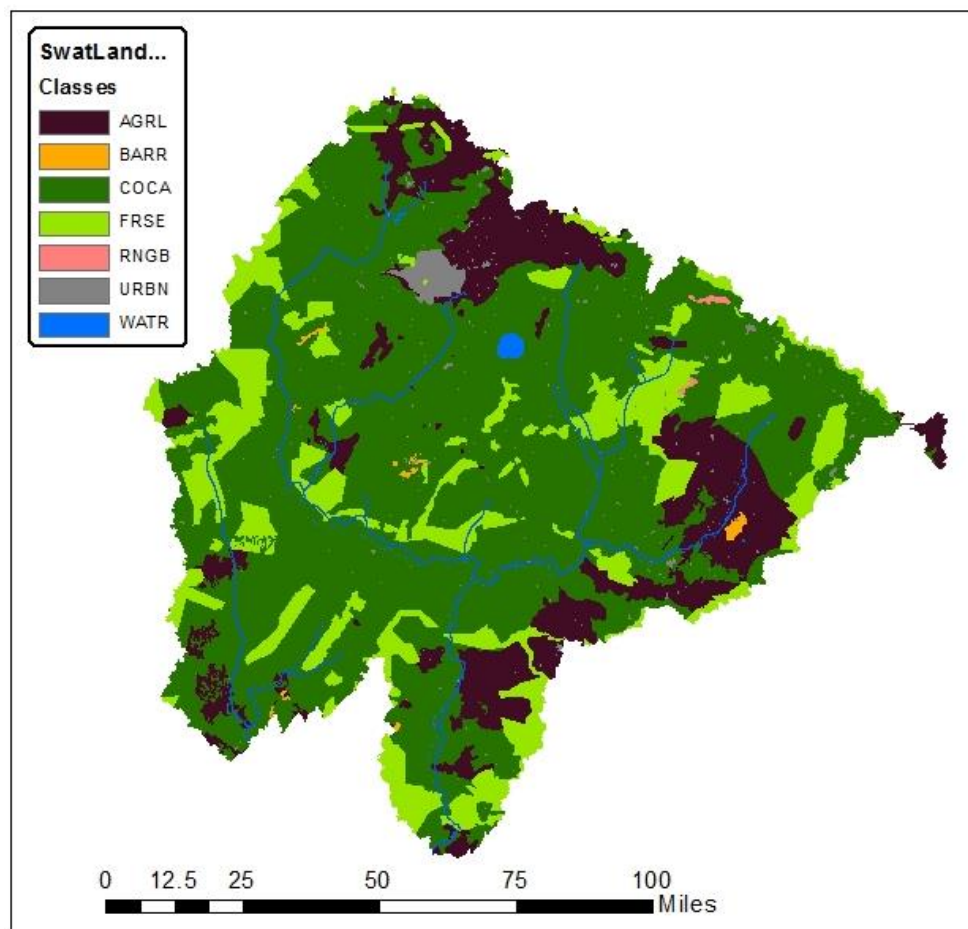 SwatLand...
Classes
AGRL
BARR
COCA
FRSE
RNGB
URBN
WATR
0 12.5 25 50 75 100
Miles